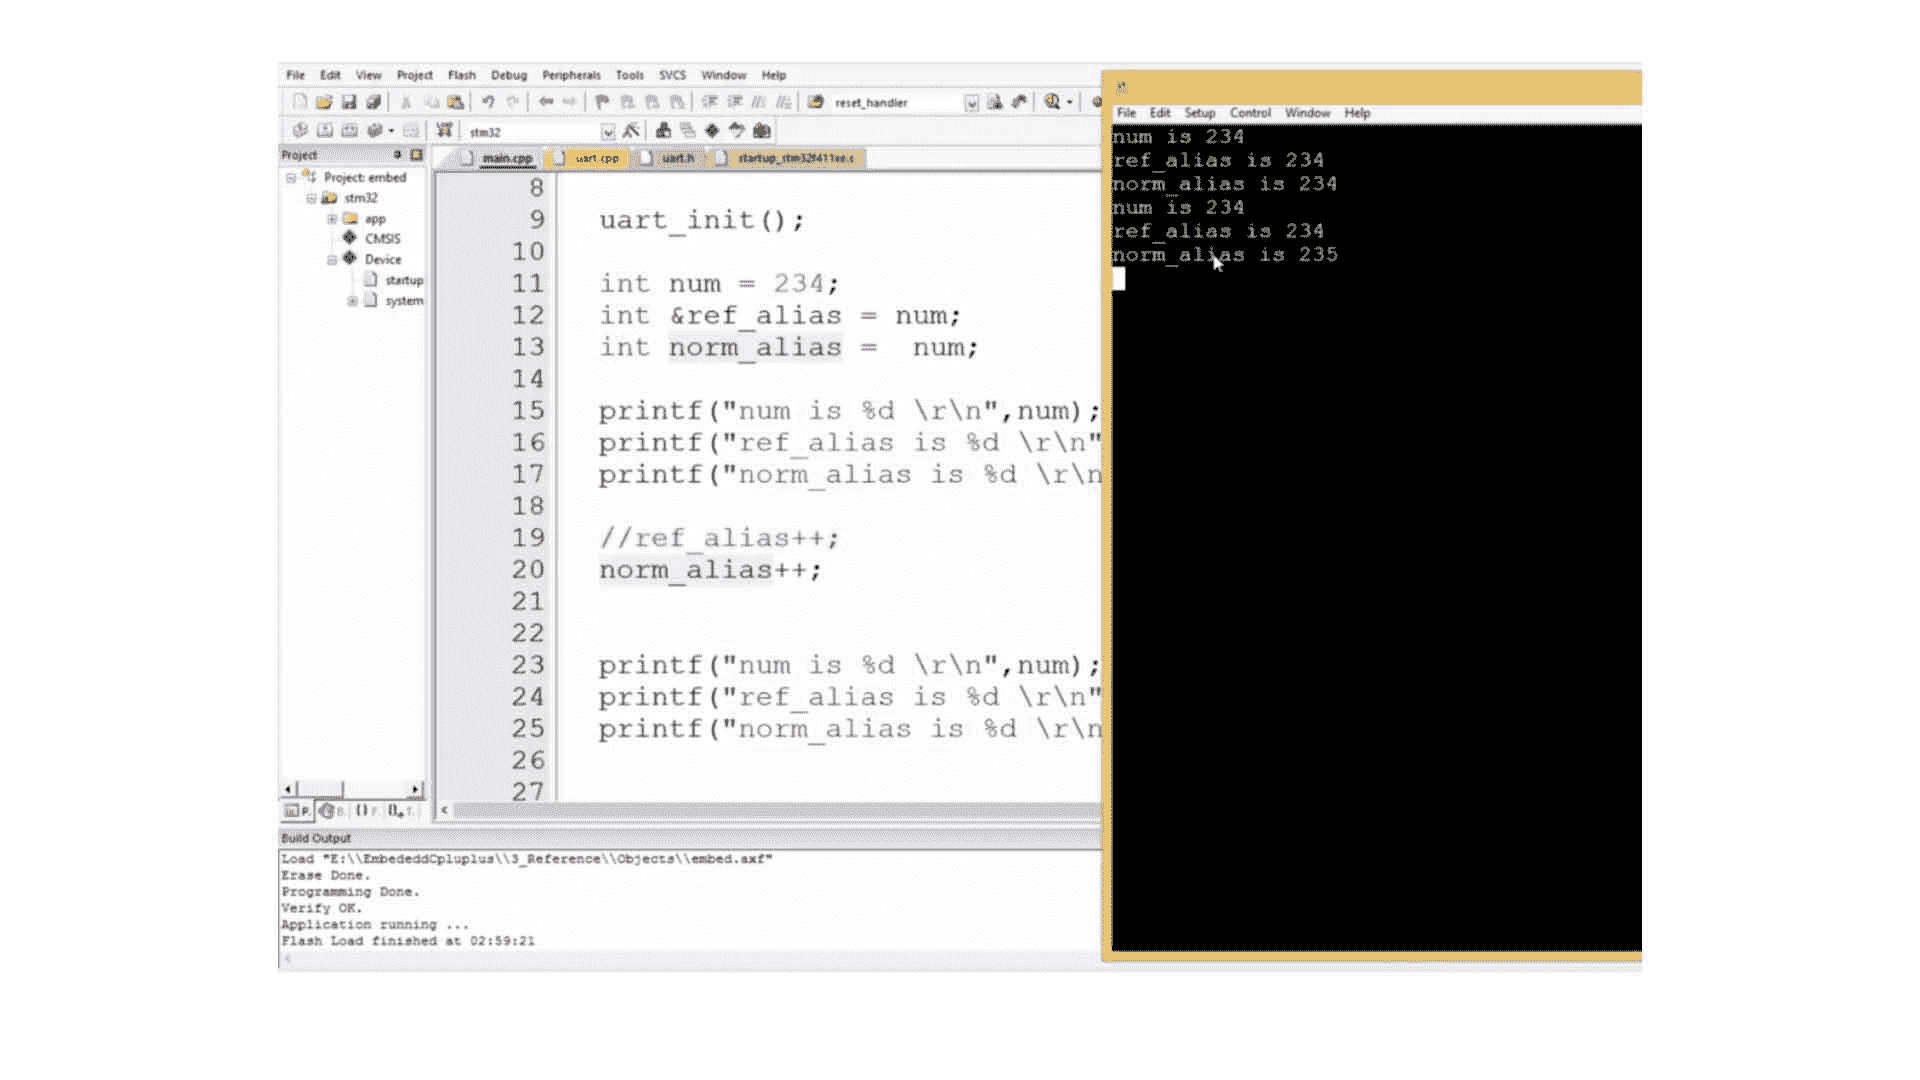 File Edit View Project Flash Debug Peripherals Tools SVCS Window Help
reset_handler
stm32
Project
Project: embed
stm32
app
CMSIS
Device
startup
system
main.cpp uart.cpp uart.h startup_stm32f411xe.s
8
9 uart_init();
10
11 int num = 234;
12 int &ref_alias = num;
13 int norm_alias = num;
14
15 printf("num is %d \r\n",num);
16 printf("ref_alias is %d \r\n"
17 printf("norm_alias is %d \r\n
18
19 //ref_alias++;
20 norm_alias++;
21
22
23 printf("num is %d \r\n",num);
24 printf("ref_alias is %d \r\n"
25 printf("norm_alias is %d \r\n
26
27
Build Output
Load "E:\\EmbededdCpluplus\\3_Reference\\Objects\\embed.axf"
Erase Done.
Programming Done.
Verify OK.
Application running ...
Flash Load finished at 02:59:21
File Edit Setup Control Window Help
num is 234
ref_alias is 234
norm_alias is 234
num is 234
ref_alias is 234
norm_alias is 235